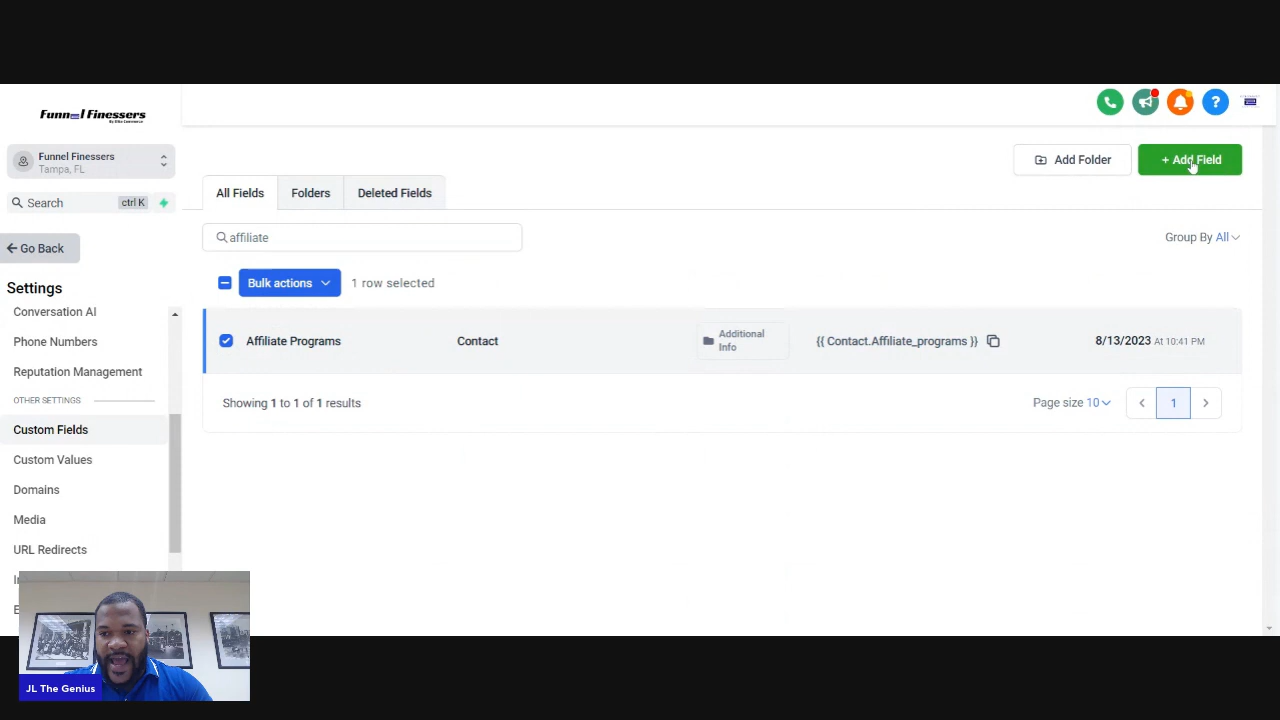 Funnel Finessers
By Elite Commerce
Funnel Finessers
Tampa, FL
Search
ctrl K
Go Back
Settings
Conversation AI
Phone Numbers
Reputation Management
OTHER SETTINGS
Custom Fields
Custom Values
Domains
Media
URL Redirects
JL The Genius
Add Folder
+ Add Field
All Fields
Folders
Deleted Fields
affiliate
Group By All
Bulk actions
1 row selected
Affiliate Programs
Contact
Additional
Info
{{ Contact.Affiliate_programs }}
8/13/2023 At 10:41 PM
Showing 1 to 1 of 1 results
Page size 10
1